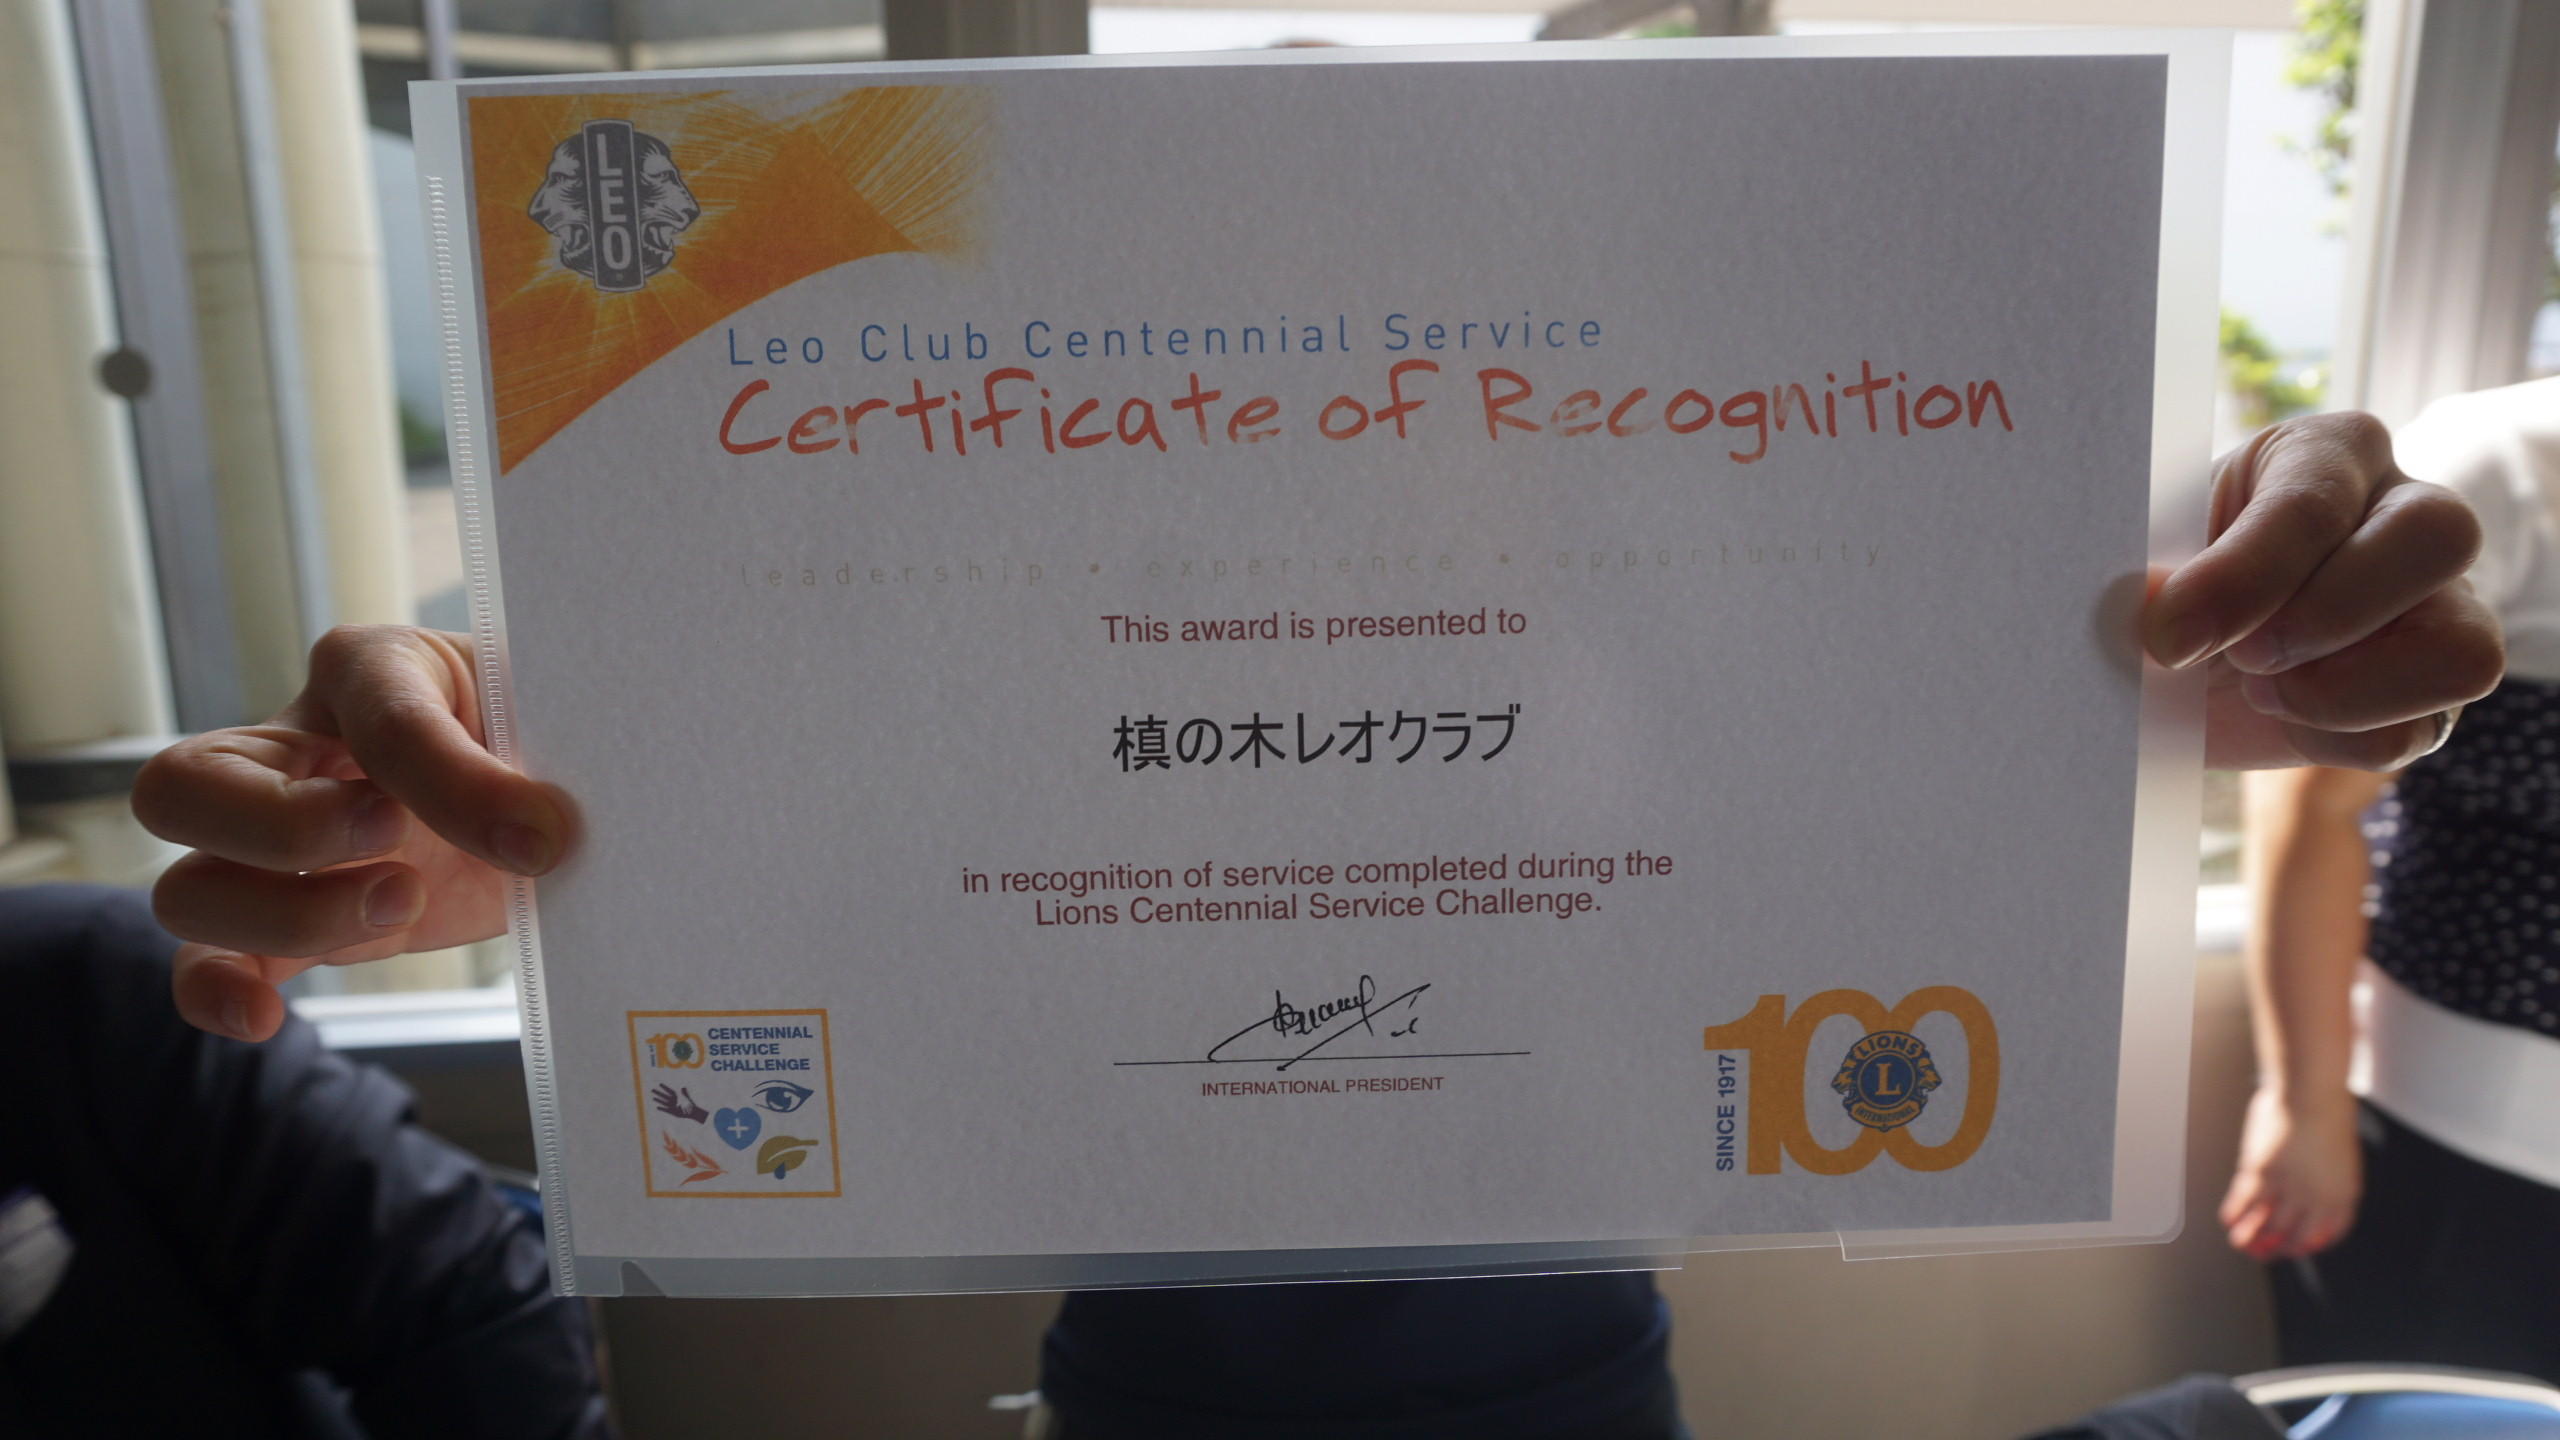 LEO
Leo Club Centennial Service
Certificate of Recognition
leadership • experience • opportunity
This award is presented to
槙の木レオクラブ
in recognition of service completed during the
Lions Centennial Service Challenge.
INTERNATIONAL PRESIDENT
100 CENTENNIAL
SERVICE
CHALLENGE
SINCE 1917
100
LIONS
L
INTERNATIONAL